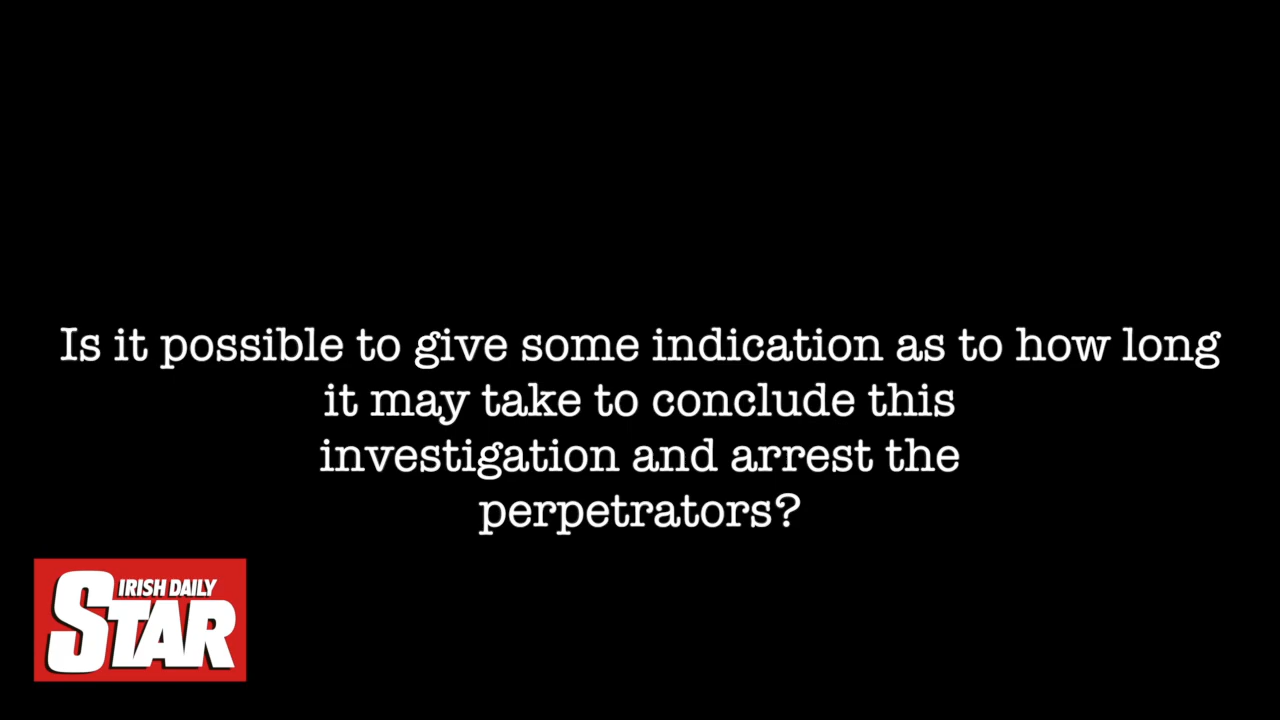 Is it possible to give some indication as to how long
it may take to conclude this
investigation and arrest the
perpetrators?
IRISH DAILY
STAR